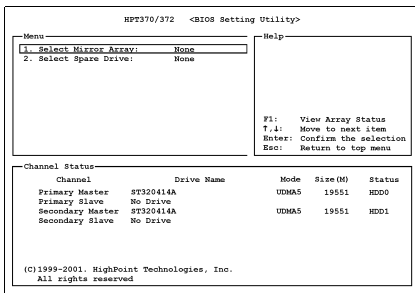 HPT370/372 <BIOS Setting Utility>
Menu
1. Select Mirror Array: None
2. Select Spare Drive: None
Help
F1: View Array Status
↑,↓: Move to next item
Enter: Confirm the selection
Esc: Return to top menu
Channel Status
Channel Drive Name Mode Size(M) Status
Primary Master ST320414A UDMA5 19551 HDD0
Primary Slave No Drive
Secondary Master ST320414A UDMA5 19551 HDD1
Secondary Slave No Drive
(C)1999-2001. HighPoint Technologies, Inc.
All rights reserved